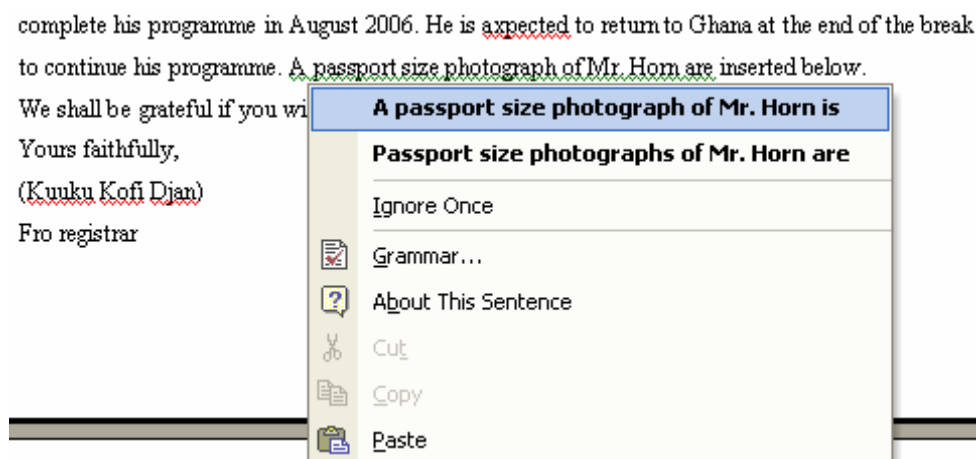 complete his programme in August 2006. He is axpected to return to Ghana at the end of the break
to continue his programme. A passport size photograph of Mr. Horn are inserted below.
We shall be grateful if you wi
A passport size photograph of Mr. Horn is
Yours faithfully,
Passport size photographs of Mr. Horn are
(Kuuku Kofi Djan)
Ignore Once
Fro registrar
Grammar...
About This Sentence
Cut
Copy
Paste